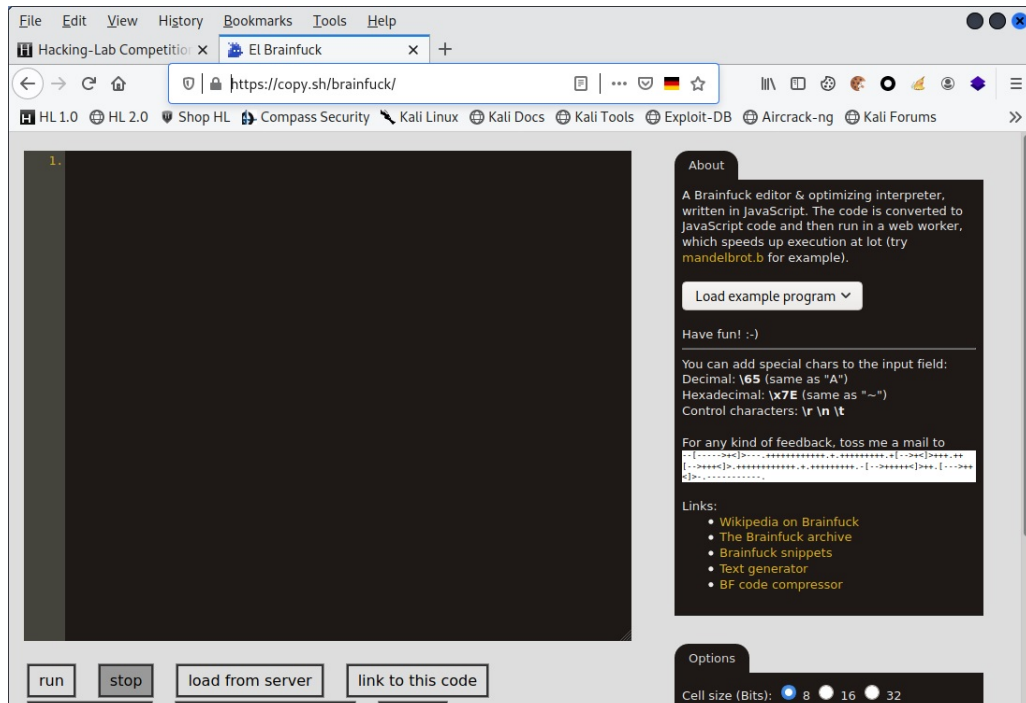 File Edit View History Bookmarks Tools Help
Hacking-Lab Competition
El Brainfuck
https://copy.sh/brainfuck/
HL 1.0 HL 2.0 Shop HL Compass Security Kali Linux Kali Docs Kali Tools Exploit-DB Aircrack-ng Kali Forums
1.
About
A Brainfuck editor & optimizing interpreter,
written in JavaScript. The code is converted to
JavaScript code and then run in a web worker,
which speeds up execution at lot (try
mandelbrot.b for example).
Load example program
Have fun! :-)
You can add special chars to the input field:
Decimal: \65 (same as "A")
Hexadecimal: \x7E (same as "~")
Control characters: \r \n \t
For any kind of feedback, toss me a mail to
--[----->+<]>---.++++++++++++.+.+++++++++.+[-->+<]>+++.++
[-->+++<]>.++++++++++++.+.+++++++++.-[-->+++++<]>++.[--->++
<]>-.-----------.
Links:
Wikipedia on Brainfuck
The Brainfuck archive
Brainfuck snippets
Text generator
BF code compressor
run stop load from server link to this code
Options
Cell size (Bits): 8 16 32